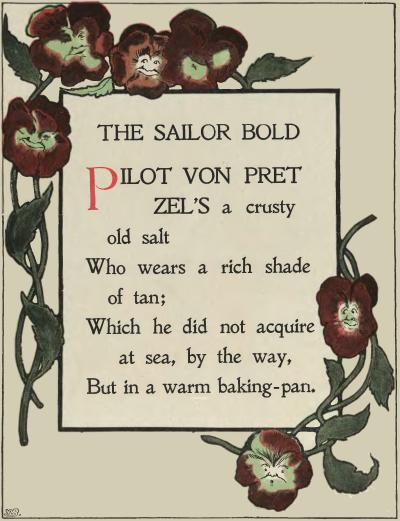 THE SAILOR BOLD
PILOT VON PRET
ZEL'S a crusty
old salt
Who wears a rich shade
of tan;
Which he did not acquire
at sea, by the way,
But in a warm baking-pan.